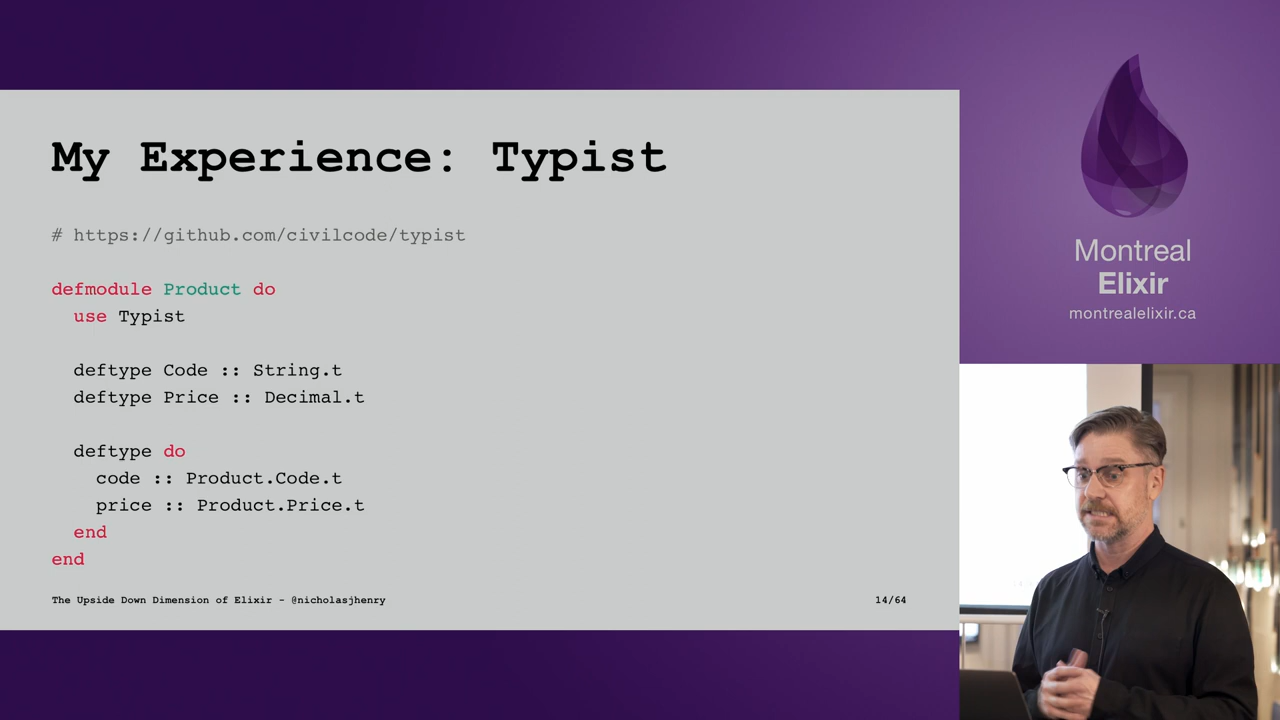 My Experience: Typist
# https://github.com/civilcode/typist
defmodule Product do
  use Typist
  deftype Code :: String.t
  deftype Price :: Decimal.t
  deftype do
    code :: Product.Code.t
    price :: Product.Price.t
  end
end
The Upside Down Dimension of Elixir - @nicholasjhenry
14/64
Montreal
Elixir
montrealelixir.ca